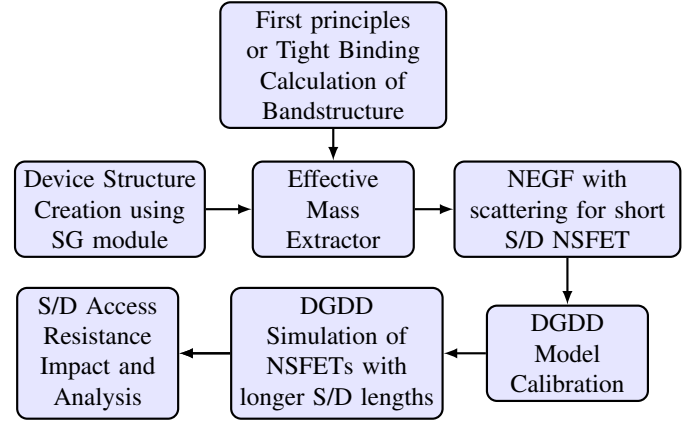 First principles
or Tight Binding
Calculation of
Bandstructure
Device Structure
Creation using
SG module
Effective
Mass
Extractor
NEGF with
scattering for short
S/D NSFET
DGDD
Model
Calibration
DGDD
Simulation of
NSFETs with
longer S/D lengths
S/D Access
Resistance
Impact and
Analysis